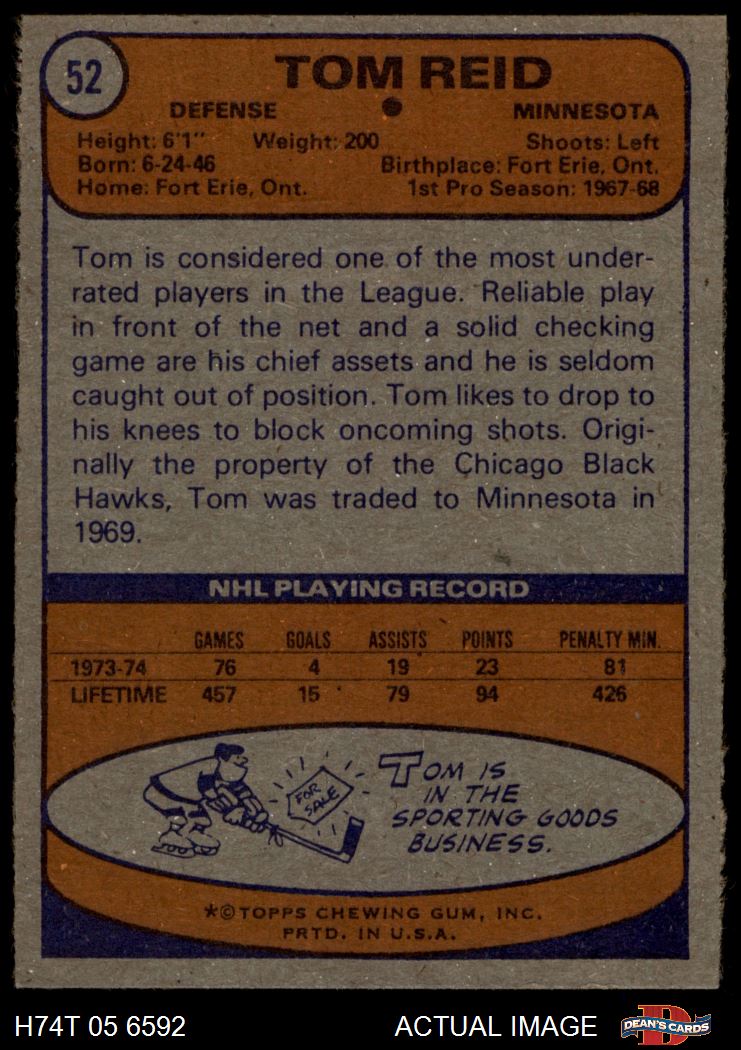 52
TOM REID
DEFENSE MINNESOTA
Height: 6'1" Weight: 200 Shoots: Left
Born: 6-24-46 Birthplace: Fort Erie, Ont.
Home: Fort Erie, Ont. 1st Pro Season: 1967-68
Tom is considered one of the most under-
rated players in the League. Reliable play
in front of the net and a solid checking
game are his chief assets and he is seldom
caught out of position. Tom likes to drop to
his knees to block oncoming shots. Origi-
nally the property of the Chicago Black
Hawks, Tom was traded to Minnesota in
1969.
NHL PLAYING RECORD
GAMES GOALS ASSISTS POINTS PENALTY MIN.
1973-74 76 4 19 23 81
LIFETIME 457 15 79 94 426
FOR
SALE
TOM IS
IN THE
SPORTING GOODS
BUSINESS.
*©TOPPS CHEWING GUM, INC.
PRTD. IN U.S.A.
H74T 05 6592 ACTUAL IMAGE
D
DEAN'S CARDS